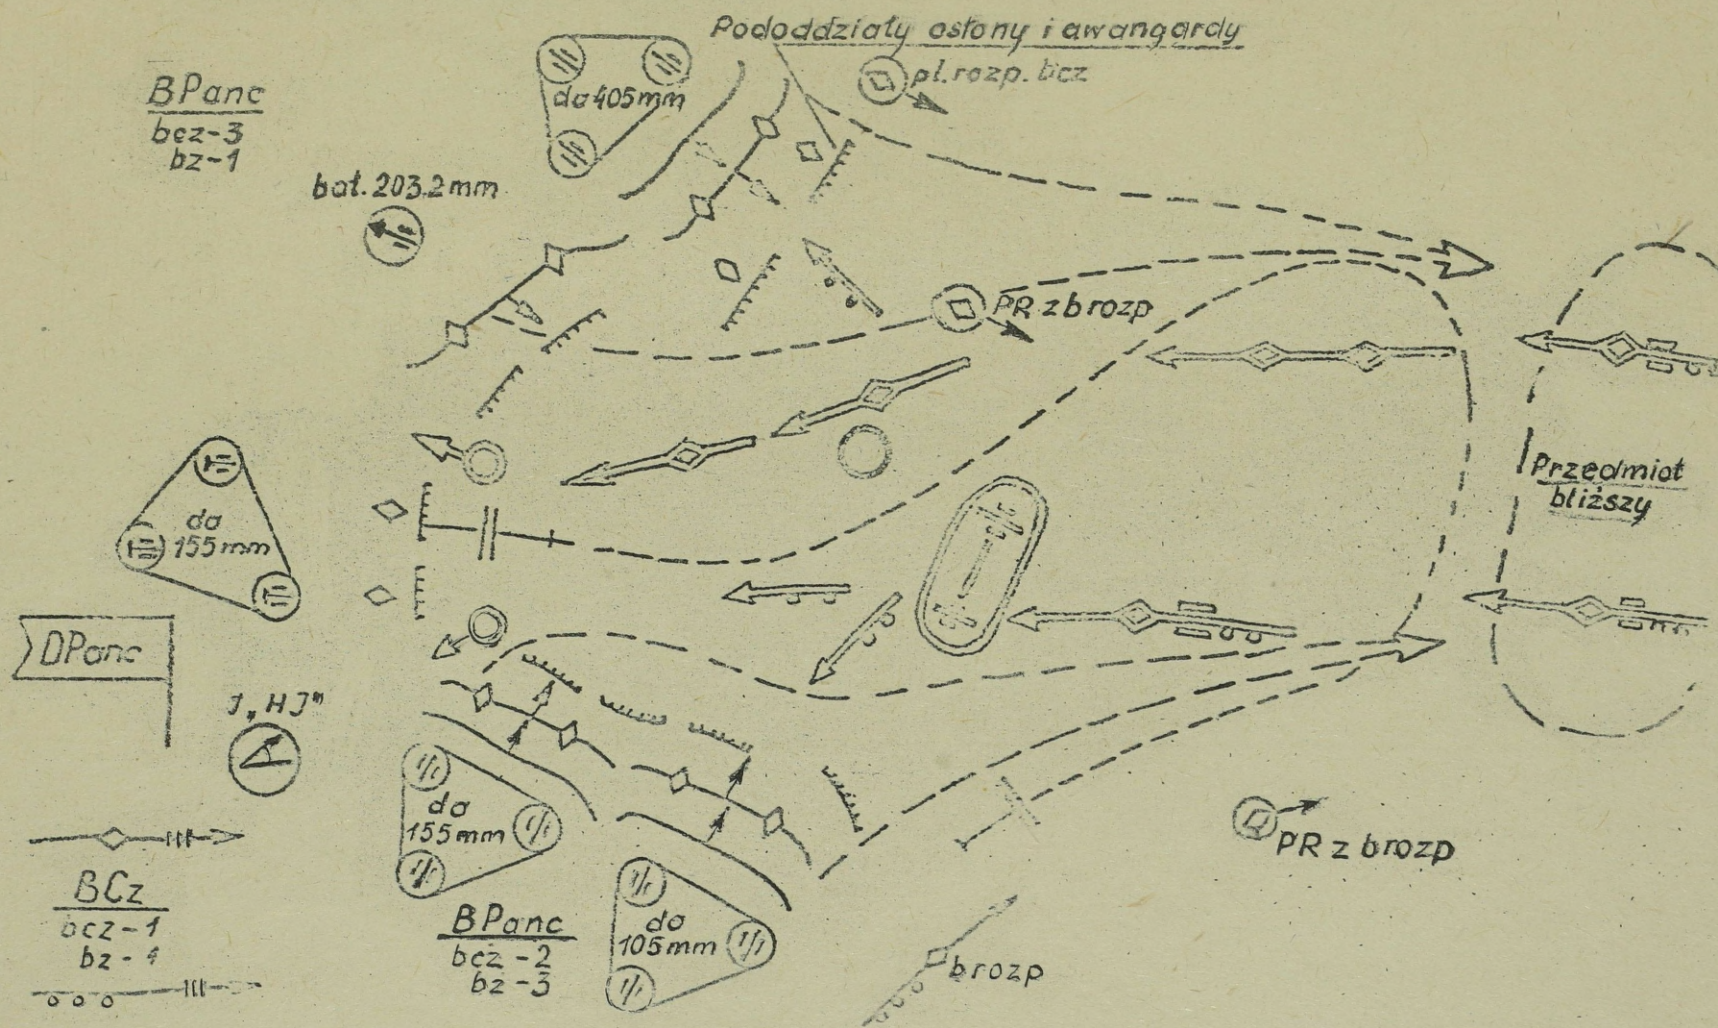 Pododdziały osłony i awangardy
pl. rozp. bcz
BPanc
bcz-3
bz-1
do 105mm
bat. 203.2mm
PR z brozp
Przedmiot
bliższy
do
155mm
DPanc
J „HJ"
do
155mm
PR z brozp
BCz
bcz-1
bz-1
BPanc
bcz-2
bz-3
do
105mm
brozp